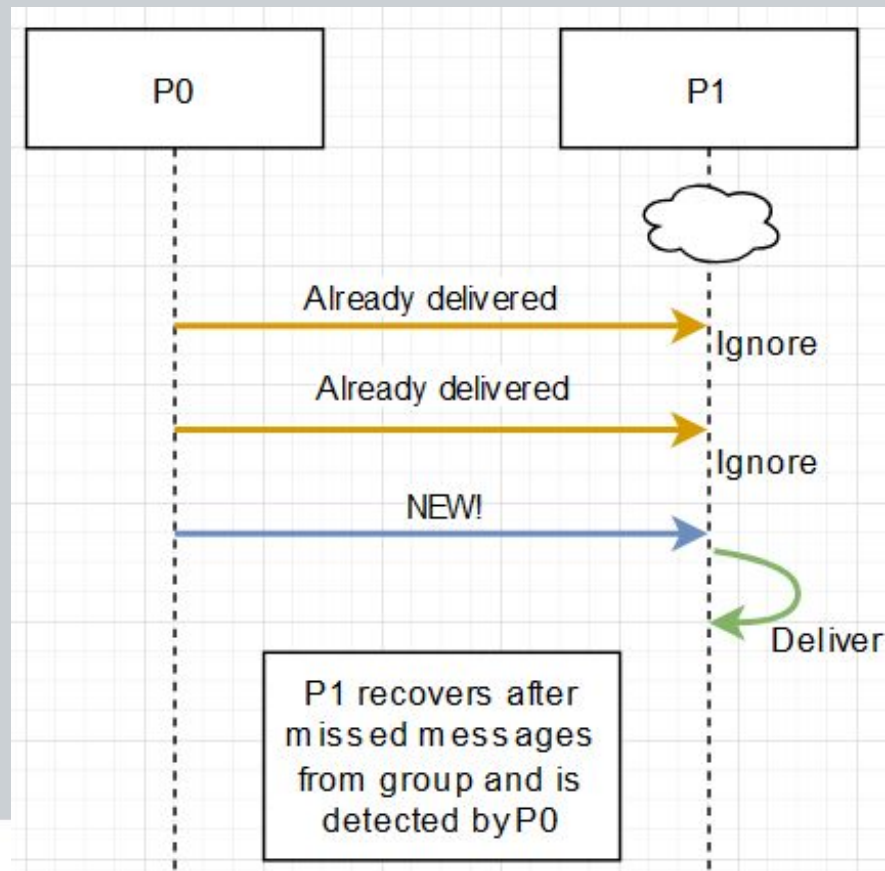 P0
P1
Already delivered
Ignore
Already delivered
Ignore
NEW!
Deliver
P1 recovers after
missed messages
from group and is
detected by P0